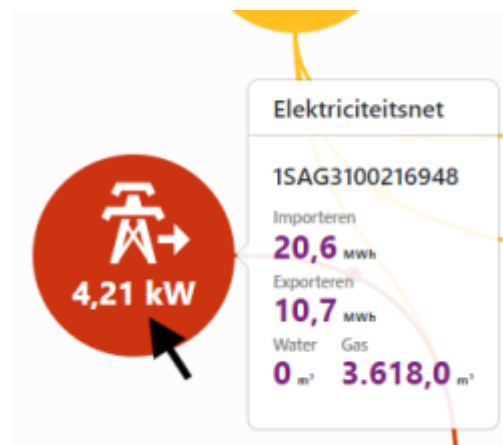 Elektriciteitsnet
1SAG3100216948
Importeren
20,6 MWh
Exporteren
10,7 MWh
Water Gas
0 m³ 3.618,0 m³
4,21 kW